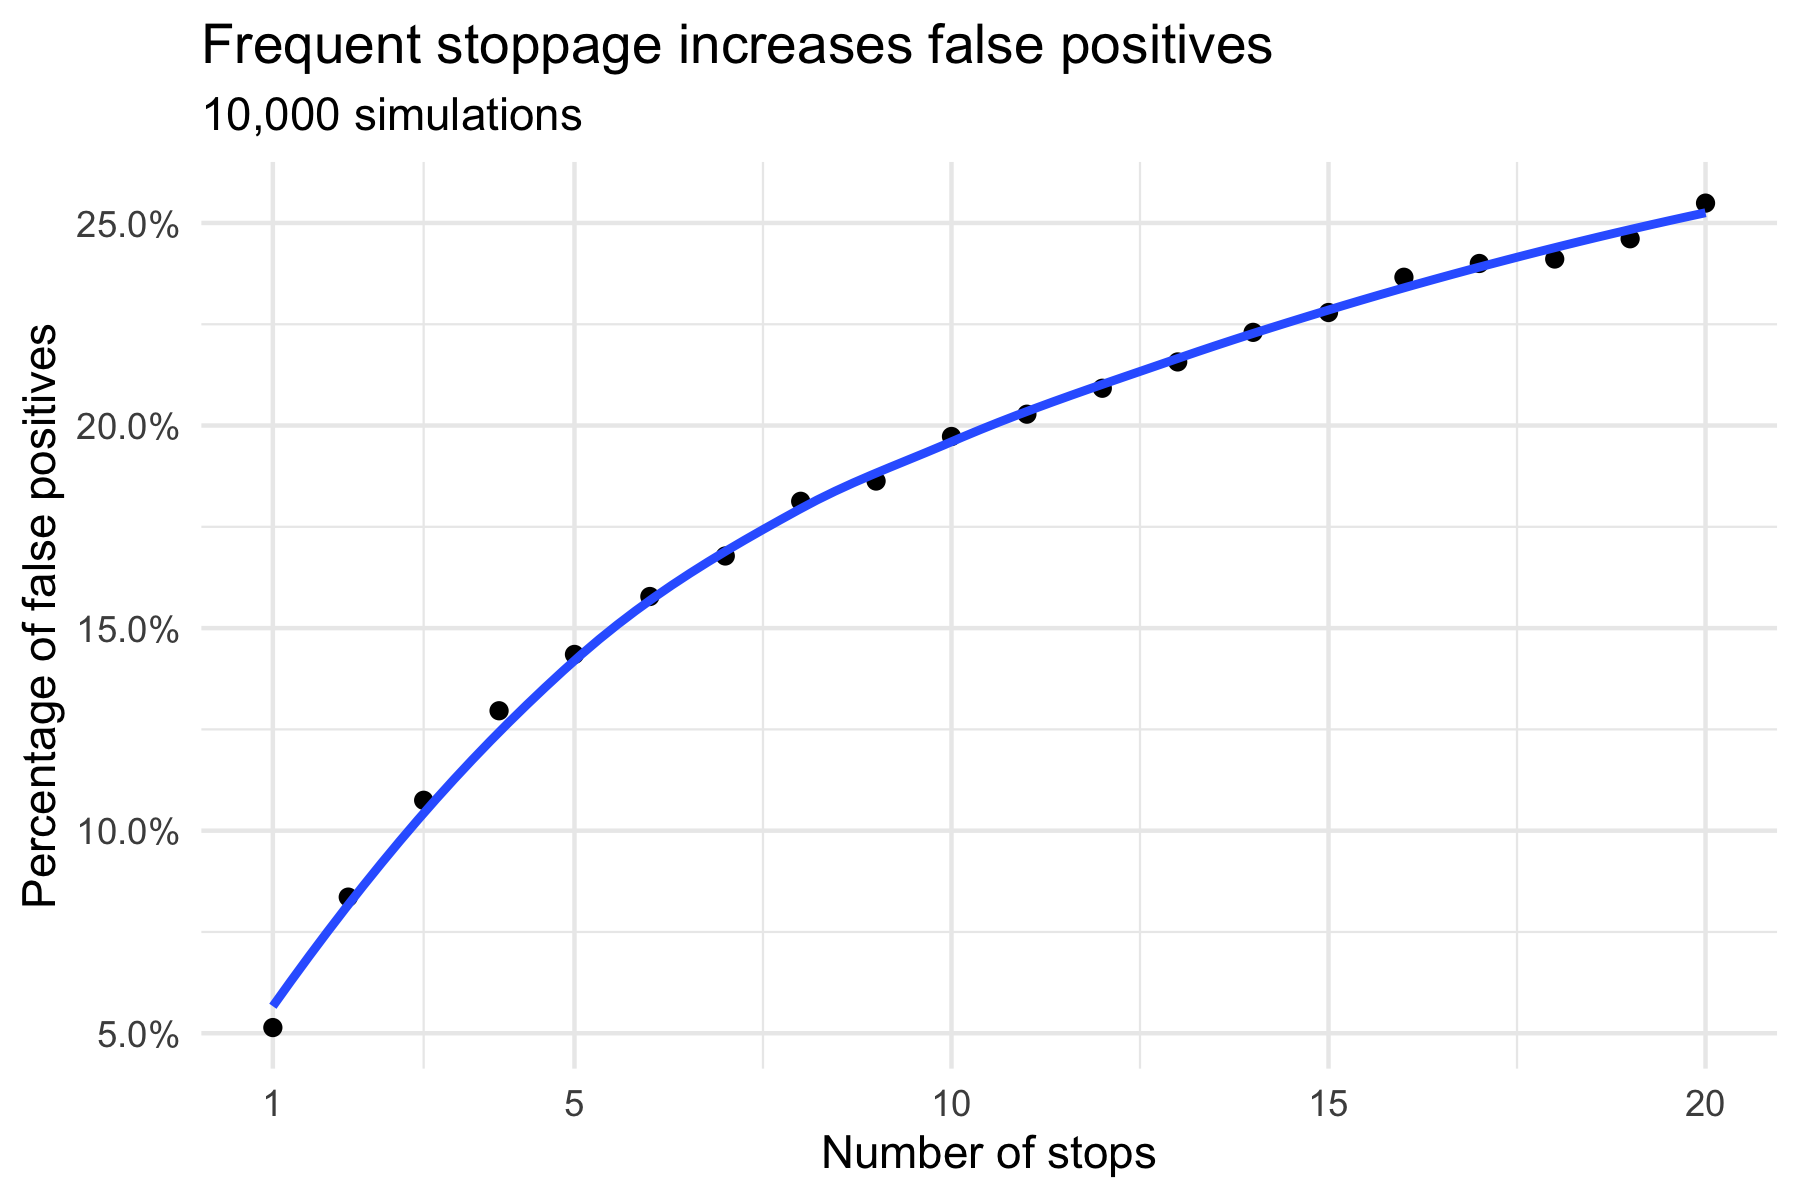 Frequent stoppage increases false positives
10,000 simulations
Percentage of false positives
25.0%
20.0%
15.0%
10.0%
5.0%
1 5 10 15 20
Number of stops